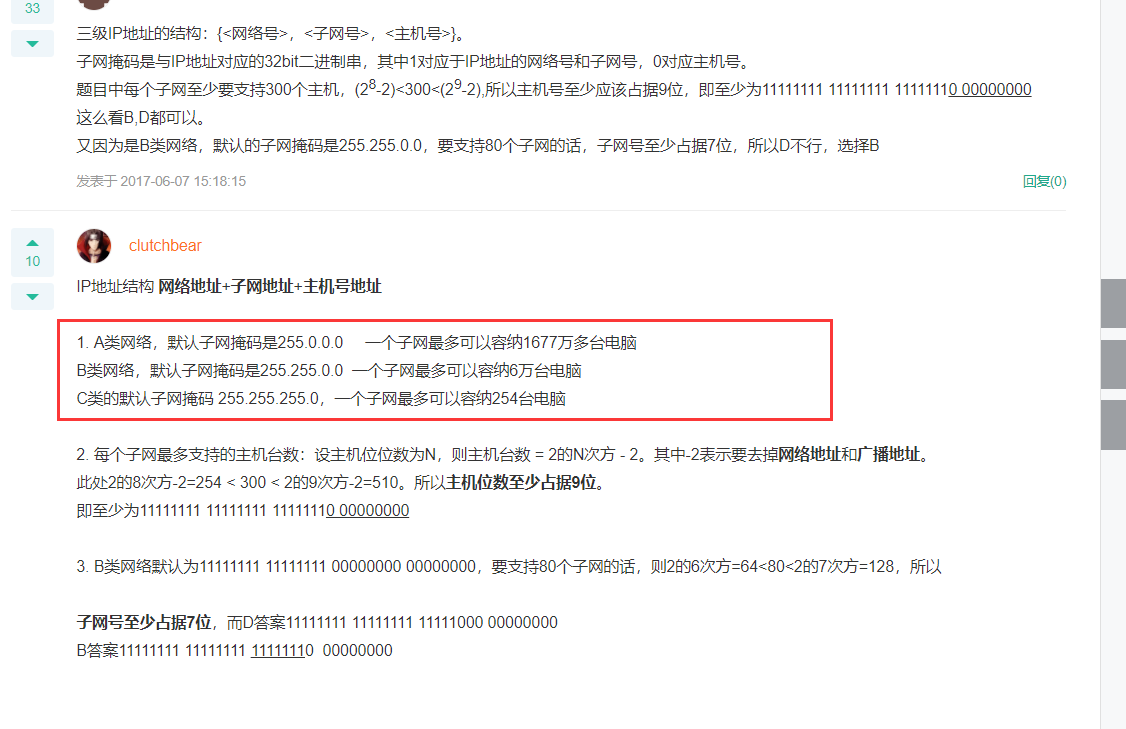 33
三级IP地址的结构：{<网络号>，<子网号>，<主机号>}。
子网掩码是与IP地址对应的32bit二进制串，其中1对应于IP地址的网络号和子网号，0对应主机号。
题目中每个子网至少要支持300个主机，(2⁸-2)<300<(2⁹-2),所以主机号至少应该占据9位，即至少为11111111 11111111 11111110 00000000
这么看B,D都可以。
又因为是B类网络，默认的子网掩码是255.255.0.0，要支持80个子网的话，子网号至少占据7位，所以D不行，选择B
发表于 2017-06-07 15:18:15 回复(0)
clutchbear
10
IP地址结构 网络地址+子网地址+主机号地址
1. A类网络，默认子网掩码是255.0.0.0 一个子网最多可以容纳1677万多台电脑
B类网络，默认子网掩码是255.255.0.0 一个子网最多可以容纳6万台电脑
C类的默认子网掩码 255.255.255.0，一个子网最多可以容纳254台电脑
2. 每个子网最多支持的主机台数：设主机位位数为N，则主机台数 = 2的N次方 - 2。其中-2表示要去掉网络地址和广播地址。
此处2的8次方-2=254 < 300 < 2的9次方-2=510。所以主机位数至少占据9位。
即至少为11111111 11111111 11111110 00000000
3. B类网络默认为11111111 11111111 00000000 00000000，要支持80个子网的话，则2的6次方=64<80<2的7次方=128，所以
子网号至少占据7位，而D答案11111111 11111111 11111000 00000000
B答案11111111 11111111 11111110 00000000